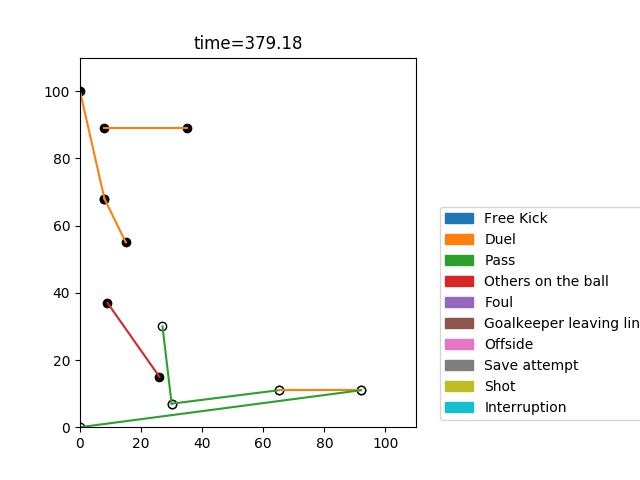 time=379.18
100
80
60
40
20
0
0 20 40 60 80 100
Free Kick
Duel
Pass
Others on the ball
Foul
Goalkeeper leaving lin
Offside
Save attempt
Shot
Interruption